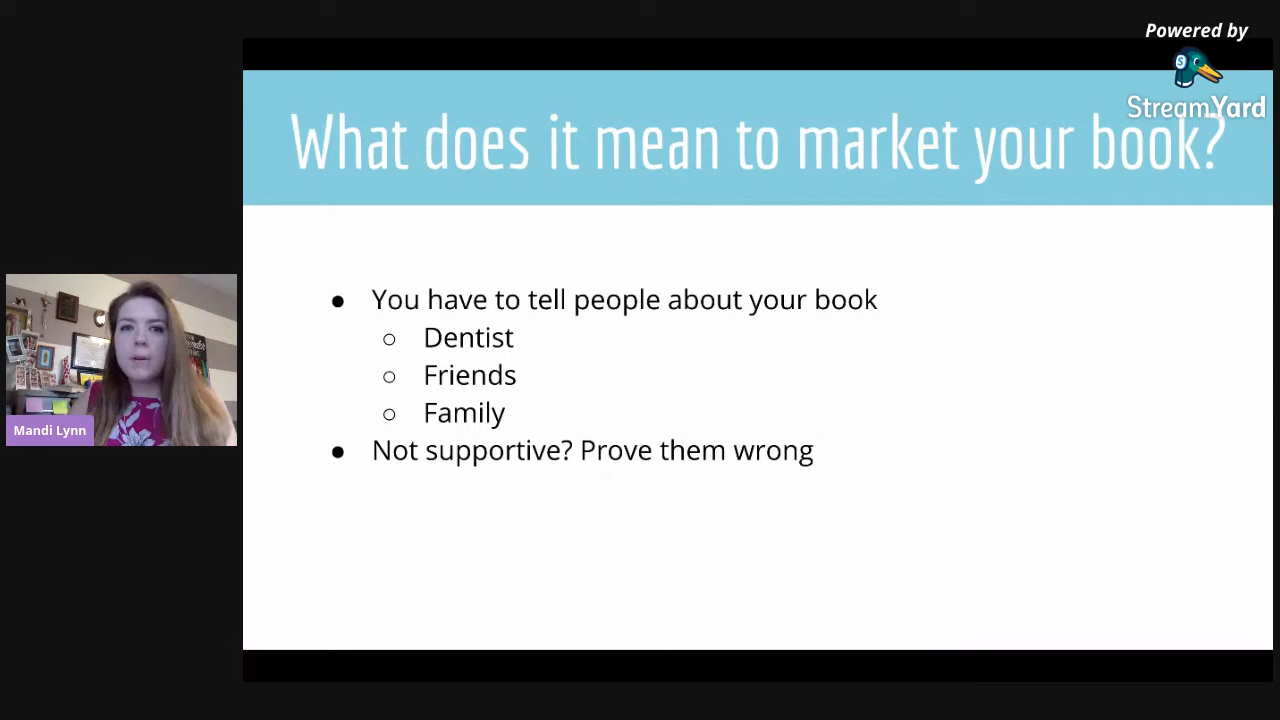 Powered by
StreamYard
What does it mean to market your book?
● You have to tell people about your book
○ Dentist
○ Friends
○ Family
● Not supportive? Prove them wrong
Mandi Lynn